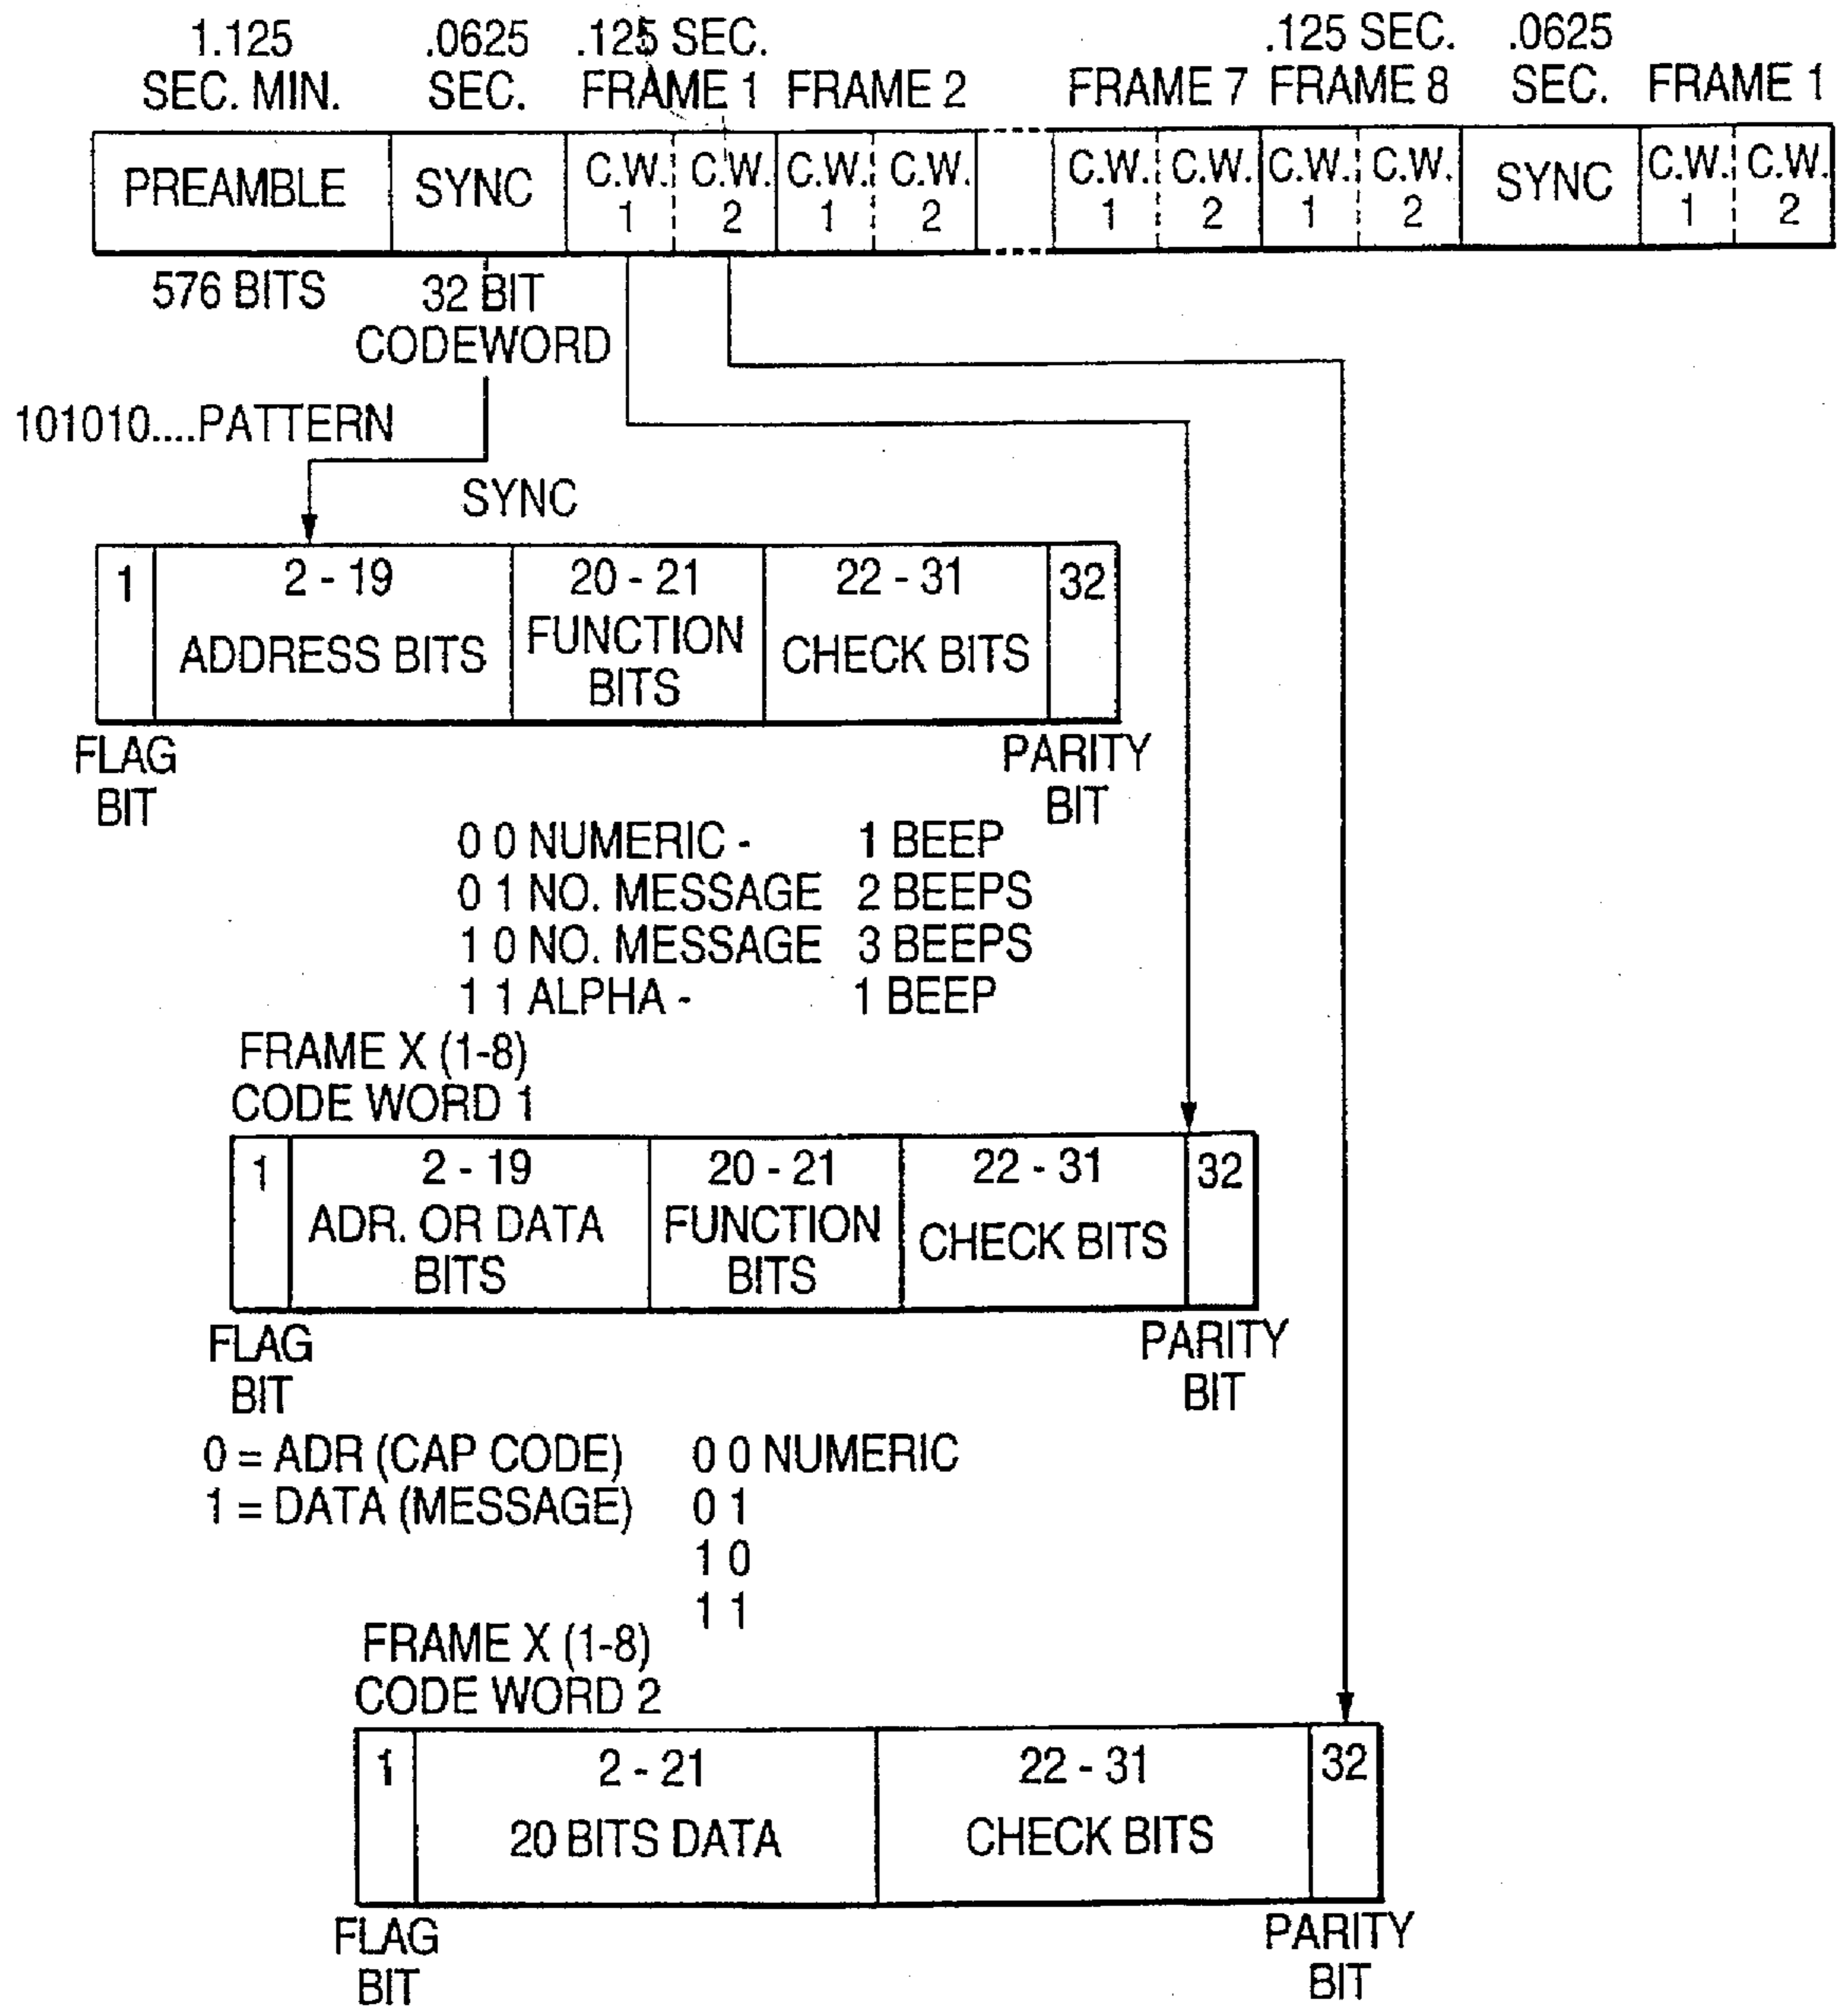 1.125 .0625 .125 SEC. .125 SEC. .0625
SEC. MIN. SEC. FRAME 1 FRAME 2 FRAME 7 FRAME 8 SEC. FRAME 1
PREAMBLE SYNC C.W. 1 C.W. 2 C.W. 1 C.W. 2 C.W. 1 C.W. 2 C.W. 1 C.W. 2 SYNC C.W. 1 C.W. 2
576 BITS 32 BIT
CODEWORD
101010....PATTERN
SYNC
1 2 - 19 20 - 21 22 - 31 32
ADDRESS BITS FUNCTION BITS CHECK BITS
FLAG BIT PARITY BIT
0 0 NUMERIC - 1 BEEP
0 1 NO. MESSAGE 2 BEEPS
1 0 NO. MESSAGE 3 BEEPS
1 1 ALPHA - 1 BEEP
FRAME X (1-8)
CODE WORD 1
1 2 - 19 20 - 21 22 - 31 32
ADR. OR DATA BITS FUNCTION BITS CHECK BITS
FLAG BIT PARITY BIT
0 = ADR (CAP CODE) 0 0 NUMERIC
1 = DATA (MESSAGE) 0 1
1 0
1 1
FRAME X (1-8)
CODE WORD 2
1 2 - 21 22 - 31 32
20 BITS DATA CHECK BITS
FLAG BIT PARITY BIT